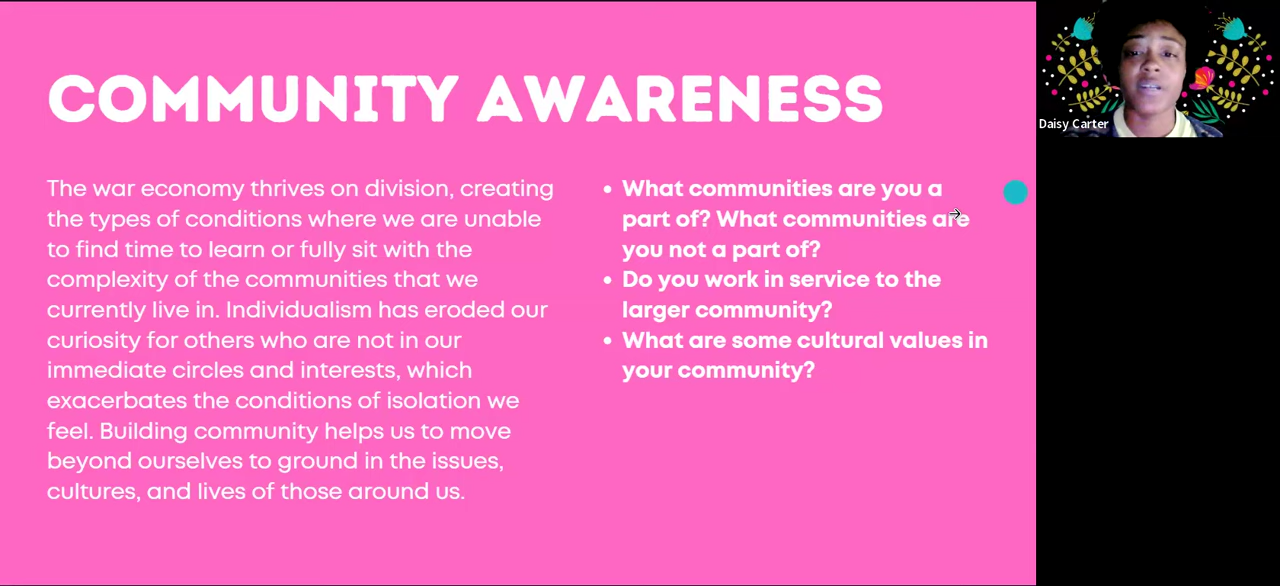 COMMUNITY AWARENESS
The war economy thrives on division, creating
the types of conditions where we are unable
to find time to learn or fully sit with the
complexity of the communities that we
currently live in. Individualism has eroded our
curiosity for others who are not in our
immediate circles and interests, which
exacerbates the conditions of isolation we
feel. Building community helps us to move
beyond ourselves to ground in the issues,
cultures, and lives of those around us.
• What communities are you a
part of? What communities are
you not a part of?
• Do you work in service to the
larger community?
• What are some cultural values in
your community?
Daisy Carter